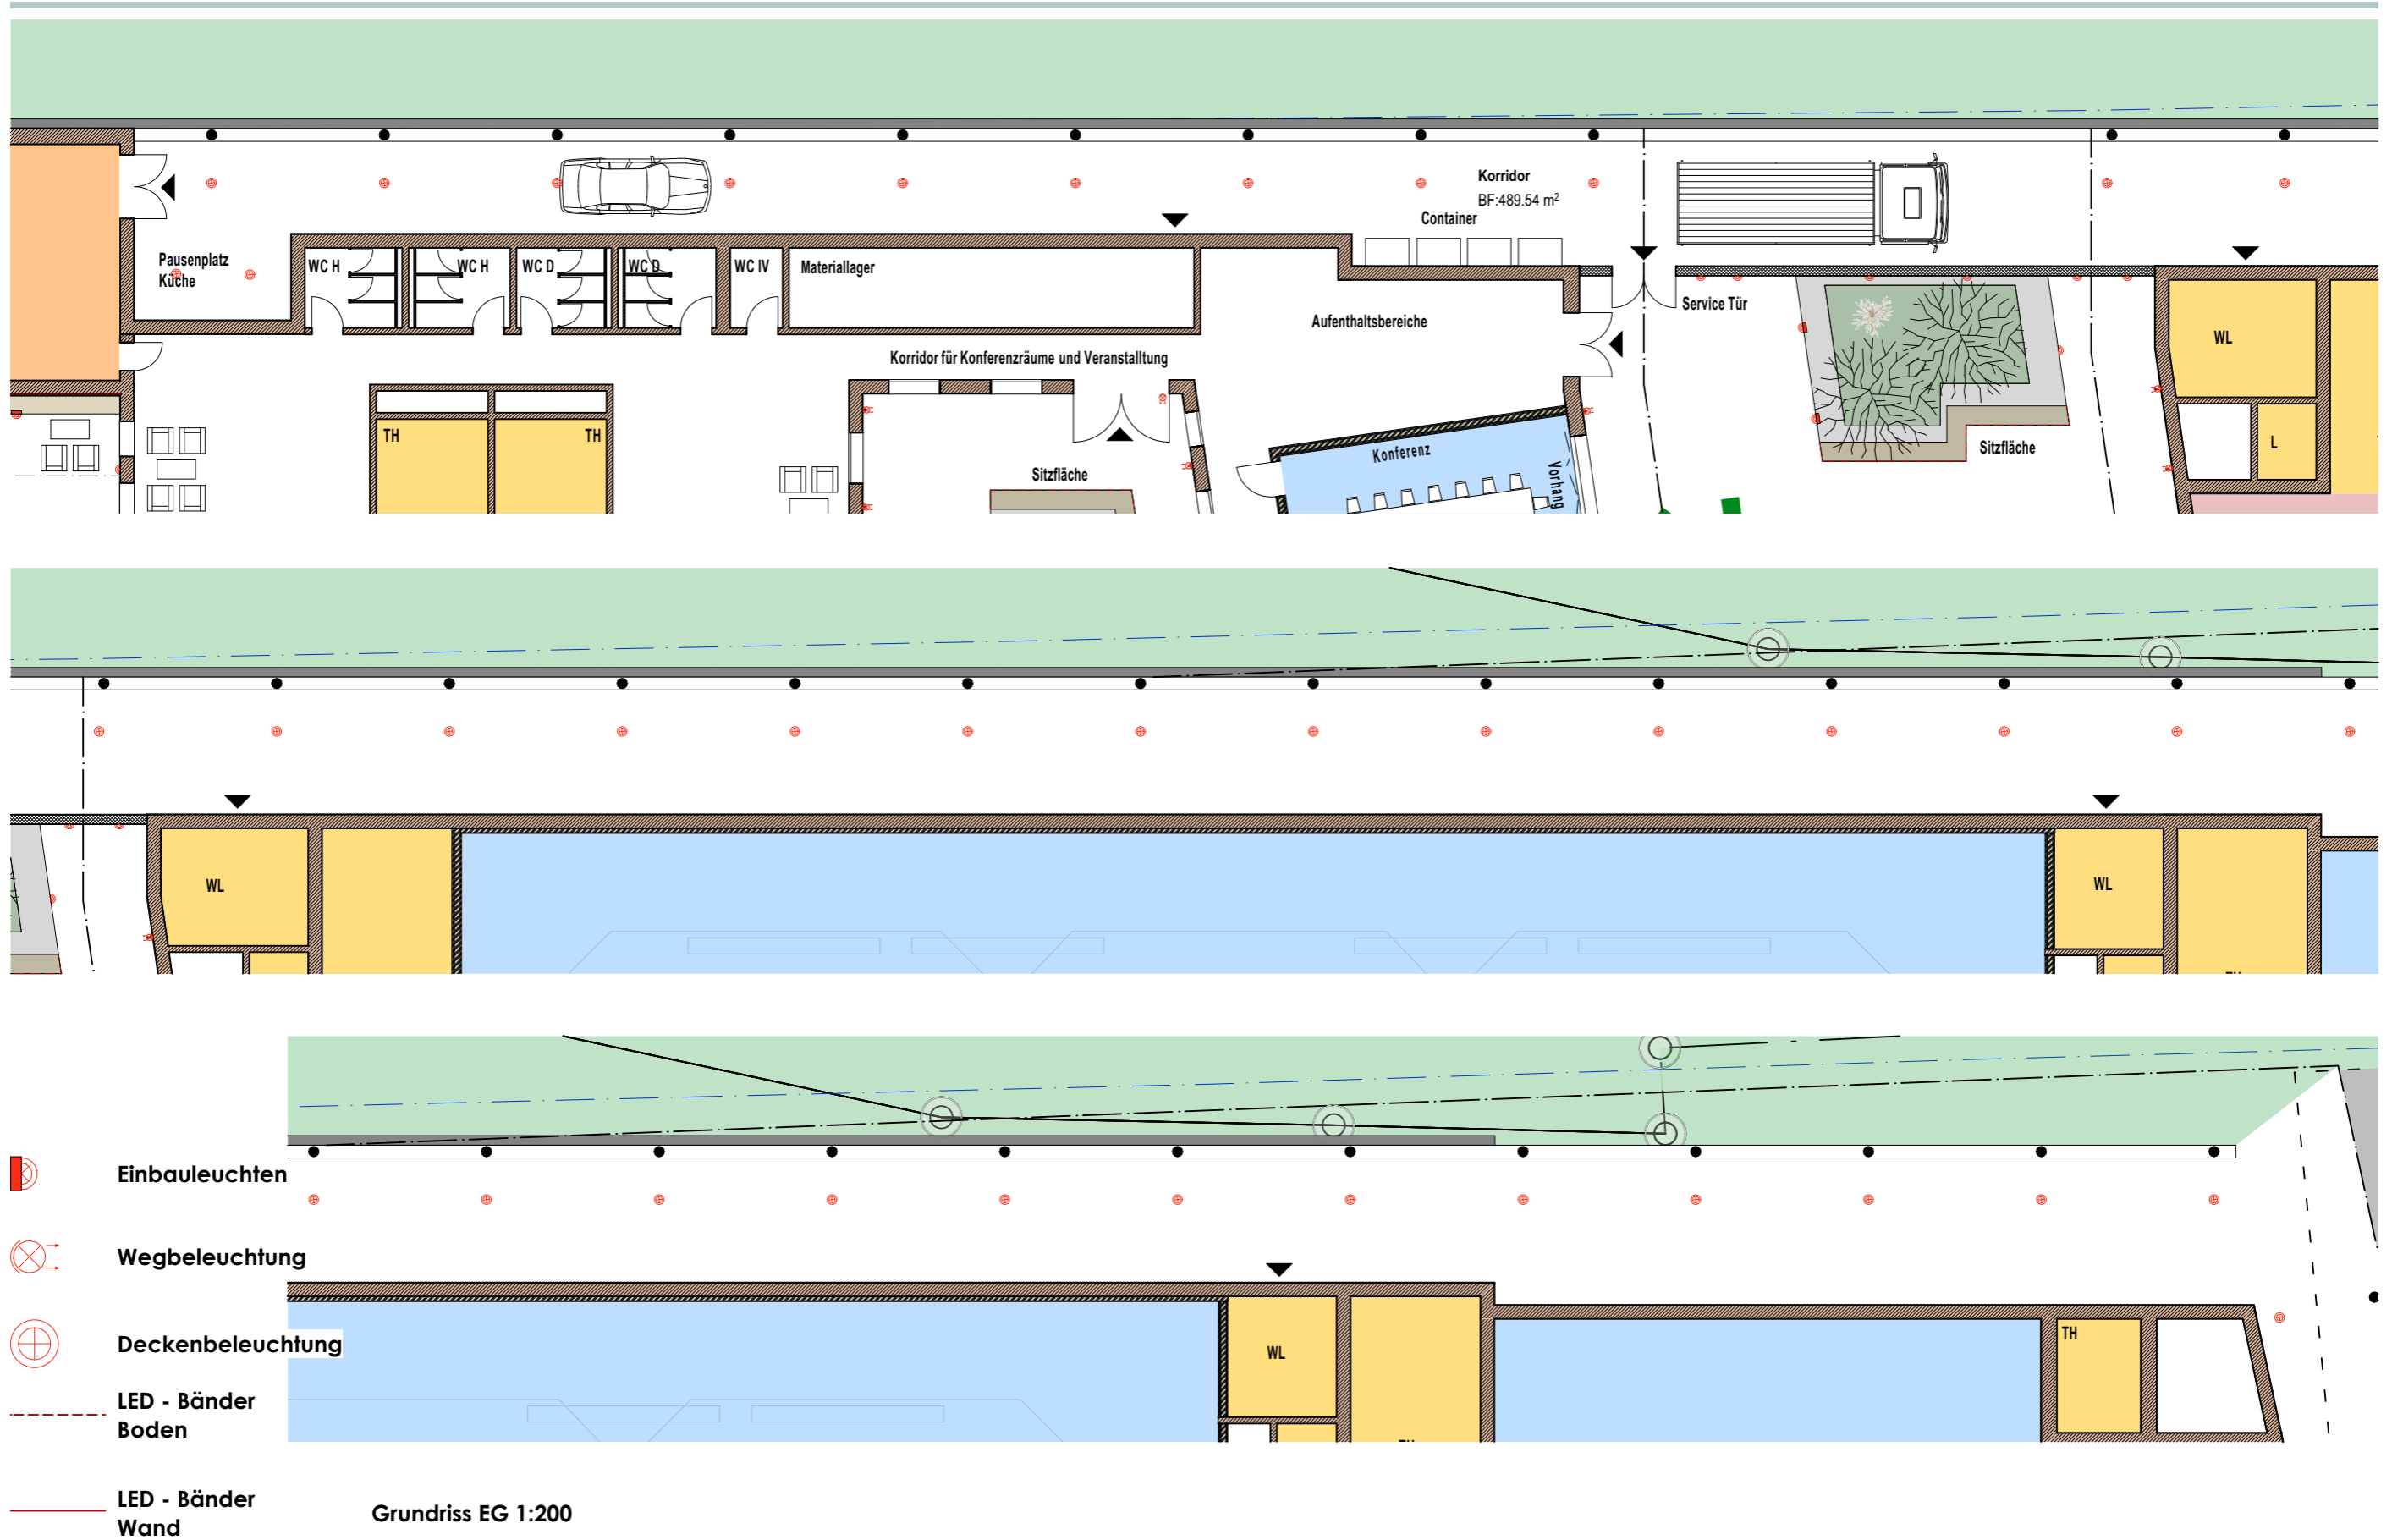 Korridor
BF:489.54 m²
Container
Pausenplatz
Küche
WC H
WC H
WC D
WC D
WC IV
Materiallager
Aufenthaltsbereiche
Service Tür
WL
Korridor für Konferenzräume und Veranstalltung
TH
TH
Sitzfläche
Konferenz
Vorhang
Sitzfläche
L
WL
WL
Einbauleuchten
Wegbeleuchtung
Deckenbeleuchtung
WL
TH
LED - Bänder
Boden
LED - Bänder
Wand
Grundriss EG 1:200